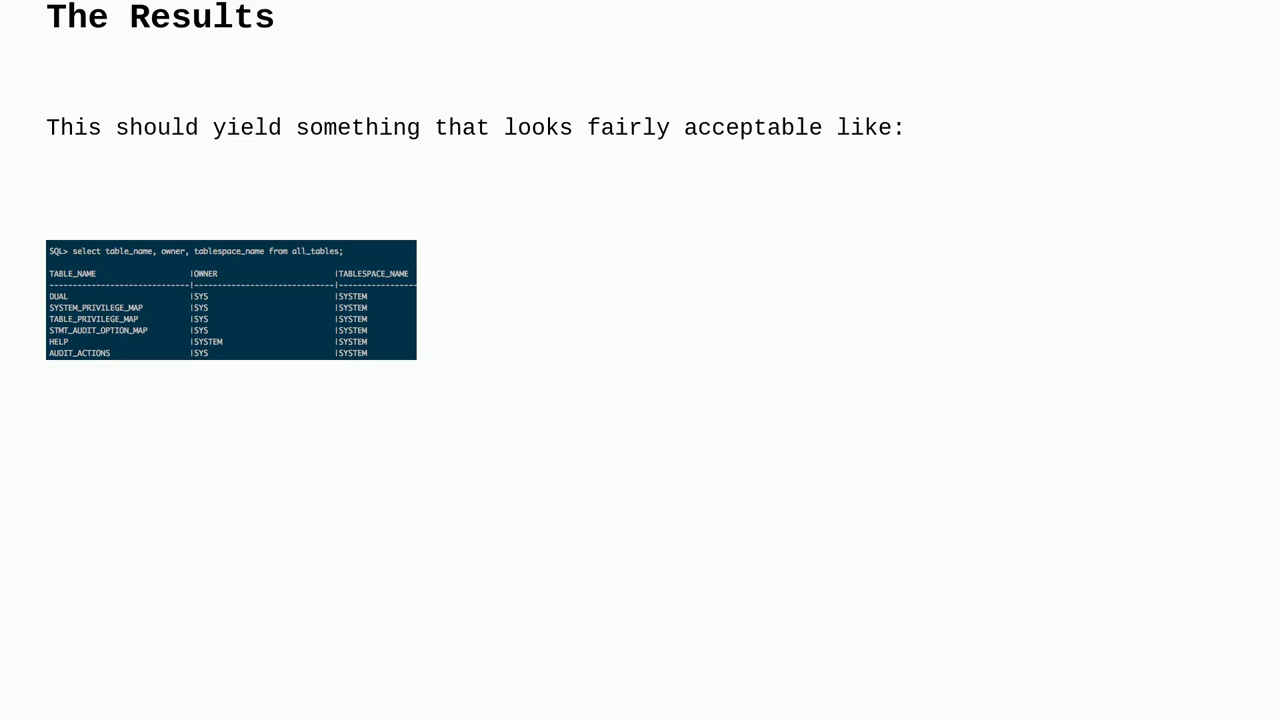 The Results
This should yield something that looks fairly acceptable like:
SQL> select table_name, owner, tablespace_name from all_tables;
TABLE_NAME |OWNER |TABLESPACE_NAME
------------------------------|------------------------------|-----------------
DUAL |SYS |SYSTEM
SYSTEM_PRIVILEGE_MAP |SYS |SYSTEM
TABLE_PRIVILEGE_MAP |SYS |SYSTEM
STMT_AUDIT_OPTION_MAP |SYS |SYSTEM
HELP |SYSTEM |SYSTEM
AUDIT_ACTIONS |SYS |SYSTEM